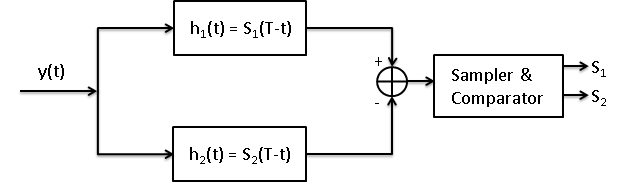 h₁(t) = S₁(T-t)
y(t)
+
-
Sampler &
Comparator
S₁
S₂
h₂(t) = S₂(T-t)